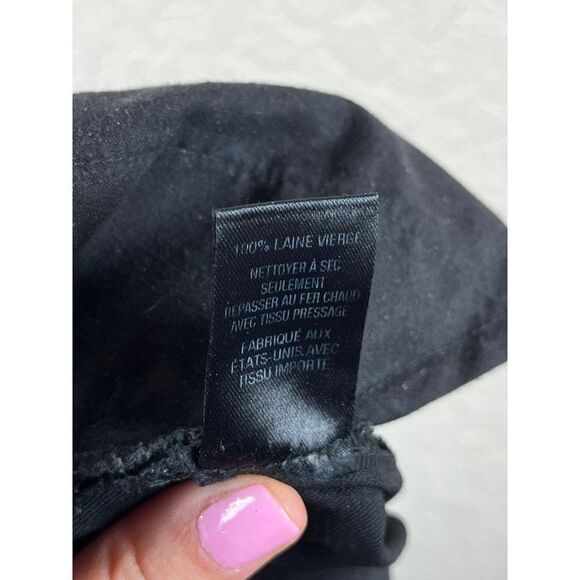 100% LAINE VIERGE
NETTOYER À SEC
SEULEMENT
REPASSER AU FER CHAUD
AVEC TISSU PRESSAGE
FABRIQUÉ AUX
ÉTATS-UNIS.AVEC
TISSU IMPORTÉ